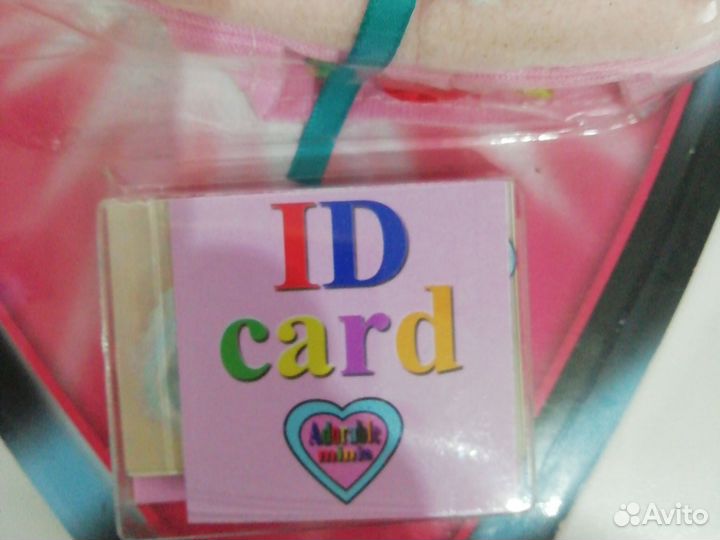 ID
card
Adorable
minis
Avito